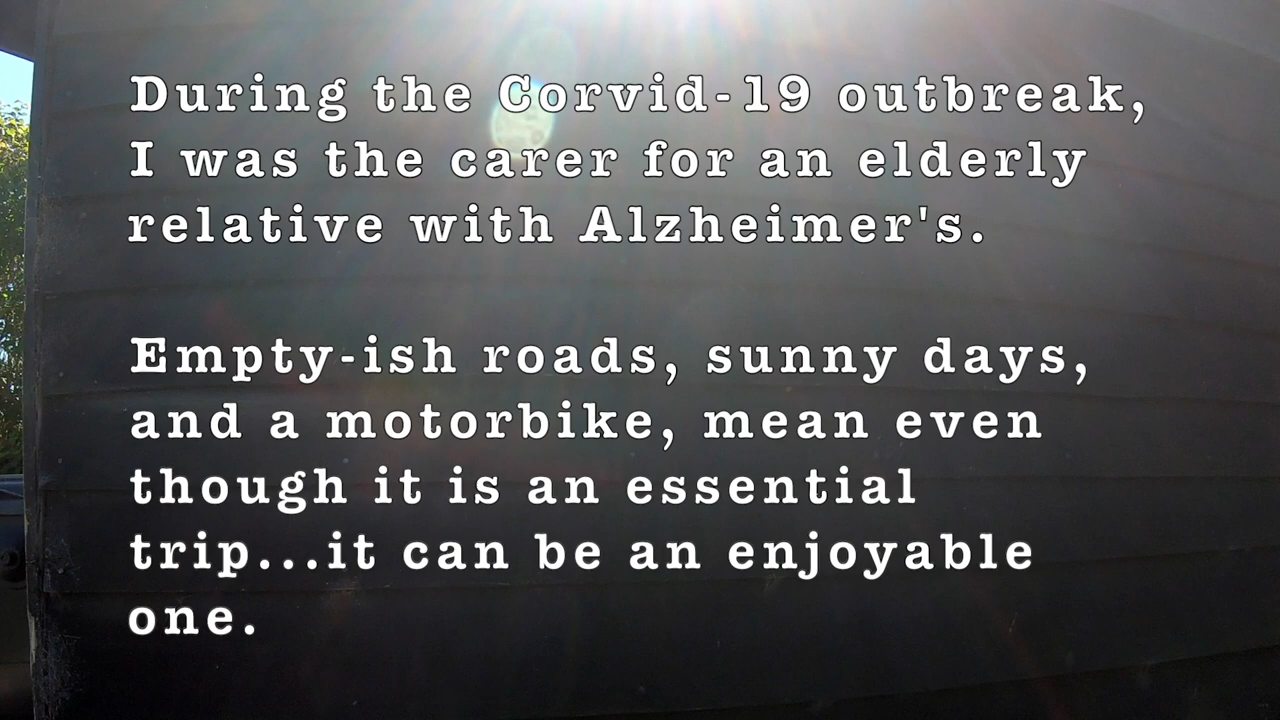 During the Corvid-19 outbreak,
I was the carer for an elderly
relative with Alzheimer's.
Empty-ish roads, sunny days,
and a motorbike, mean even
though it is an essential
trip...it can be an enjoyable
one.